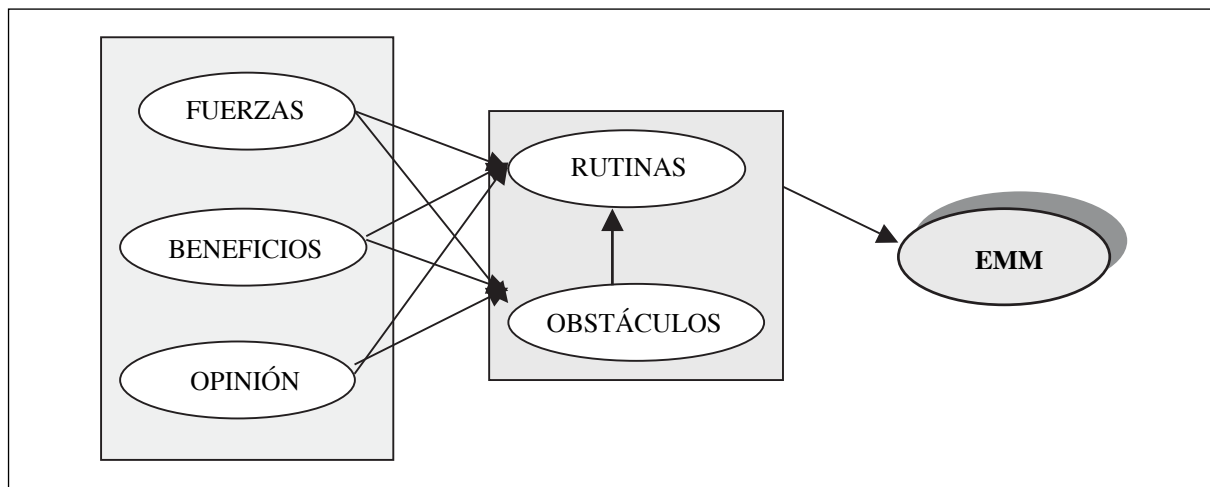 FUERZAS
BENEFICIOS
OPINIÓN
RUTINAS
OBSTÁCULOS
EMM